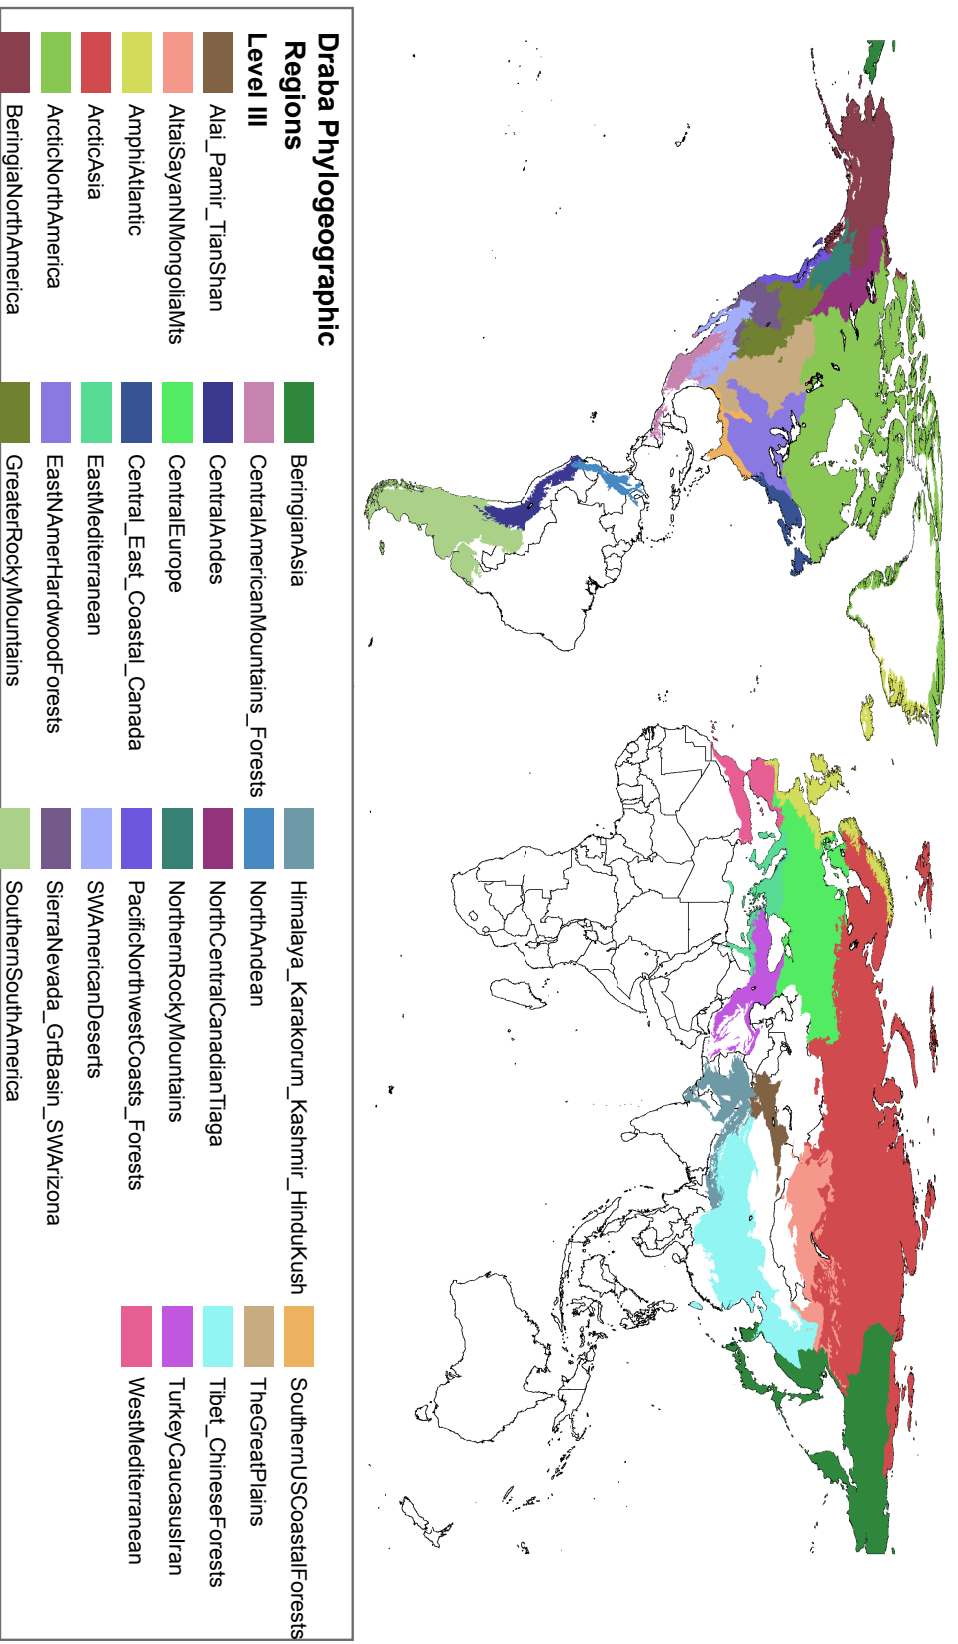 Draba Phylogeographic
Regions
Level III
Alai_Pamir_TianShan
AltaiSayanNMongoliaMts
AmphiAtlantic
ArcticAsia
ArcticNorthAmerica
BeringiaNorthAmerica
BeringianAsia
CentralAmericanMountains_Forests
CentralAndes
CentralEurope
Central_East_Coastal_Canada
EastMediterranean
EastNAmerHardwoodForests
GreaterRockyMountains
Himalaya_Karakorum_Kashmir_HinduKush
NorthAndean
NorthCentralCanadianTiaga
NorthernRockyMountains
PacificNorthwestCoasts_Forests
SWAmericanDeserts
SierraNevada_GrtBasin_SWArizona
SouthernSouthAmerica
SouthernUSCoastalForests
TheGreatPlains
Tibet_ChineseForests
TurkeyCaucasusIran
WestMediterranean